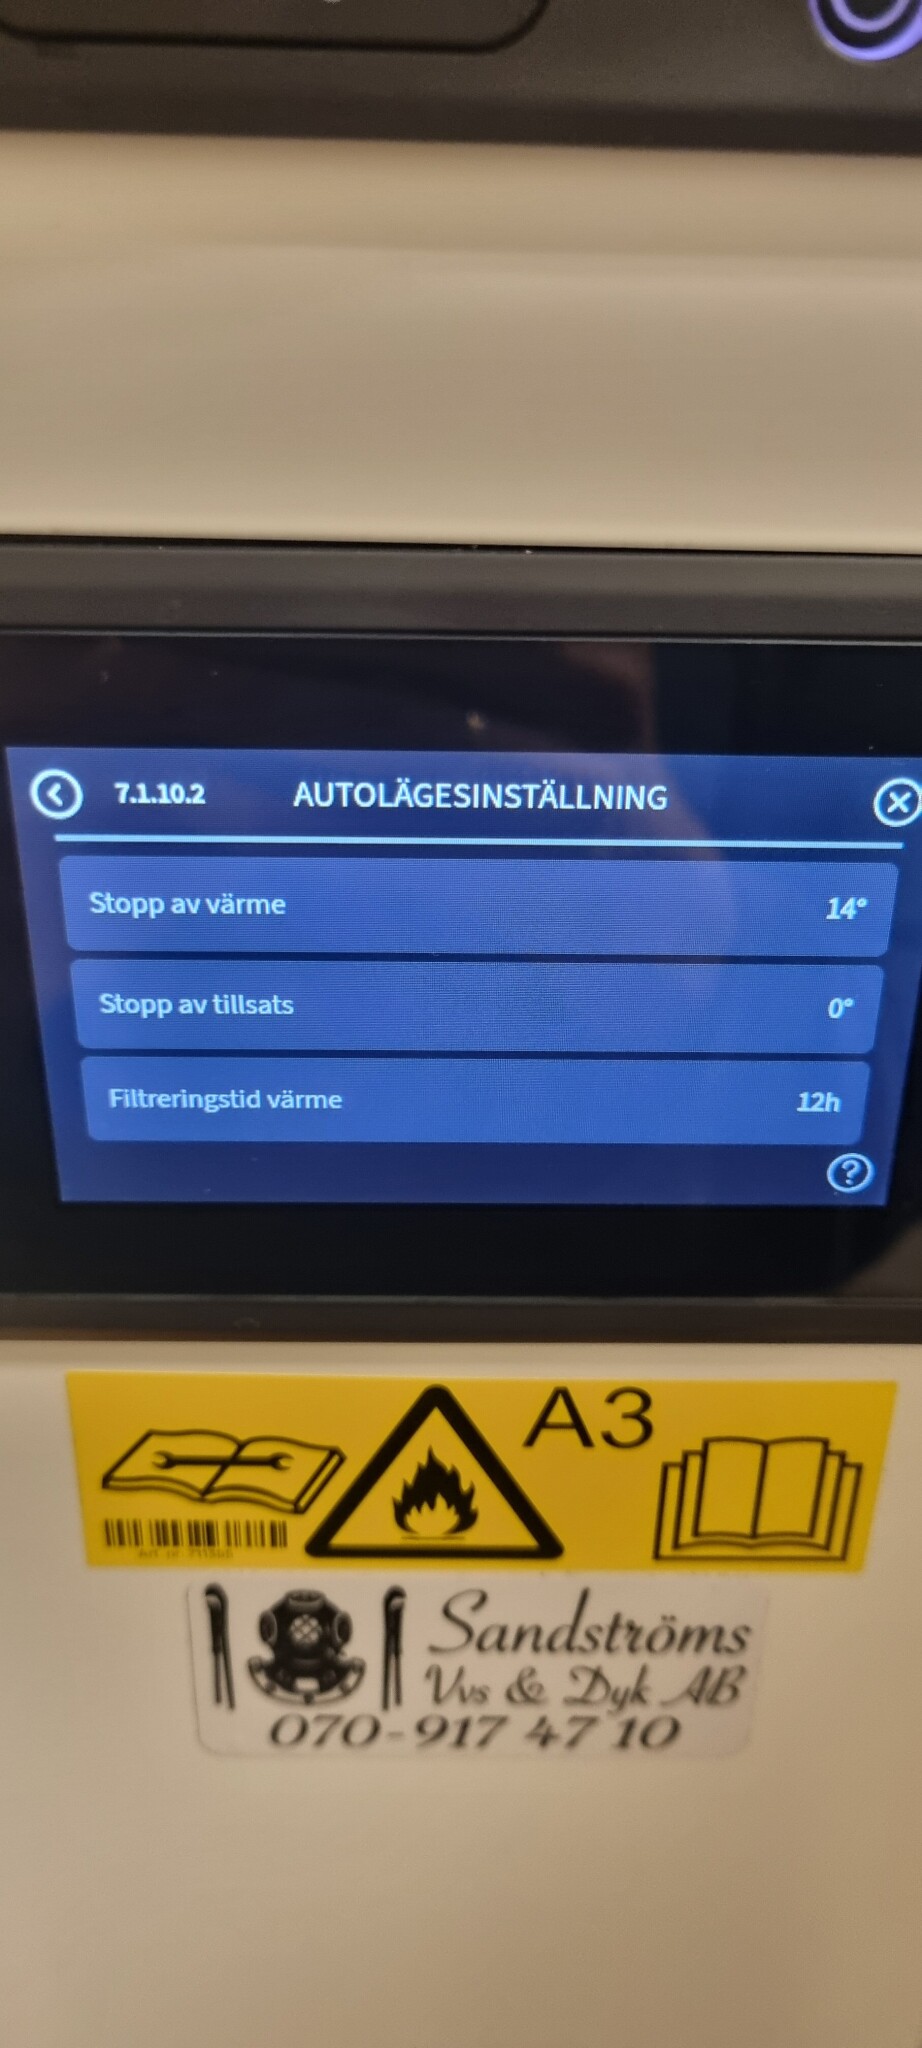 7.1.10.2 AUTOLÄGESINSTÄLLNING
Stopp av värme 14°
Stopp av tillsats 0°
Filtreringstid värme 12h
?
A3
Sandströms
Vvs & Dyk AB
070-917 47 10